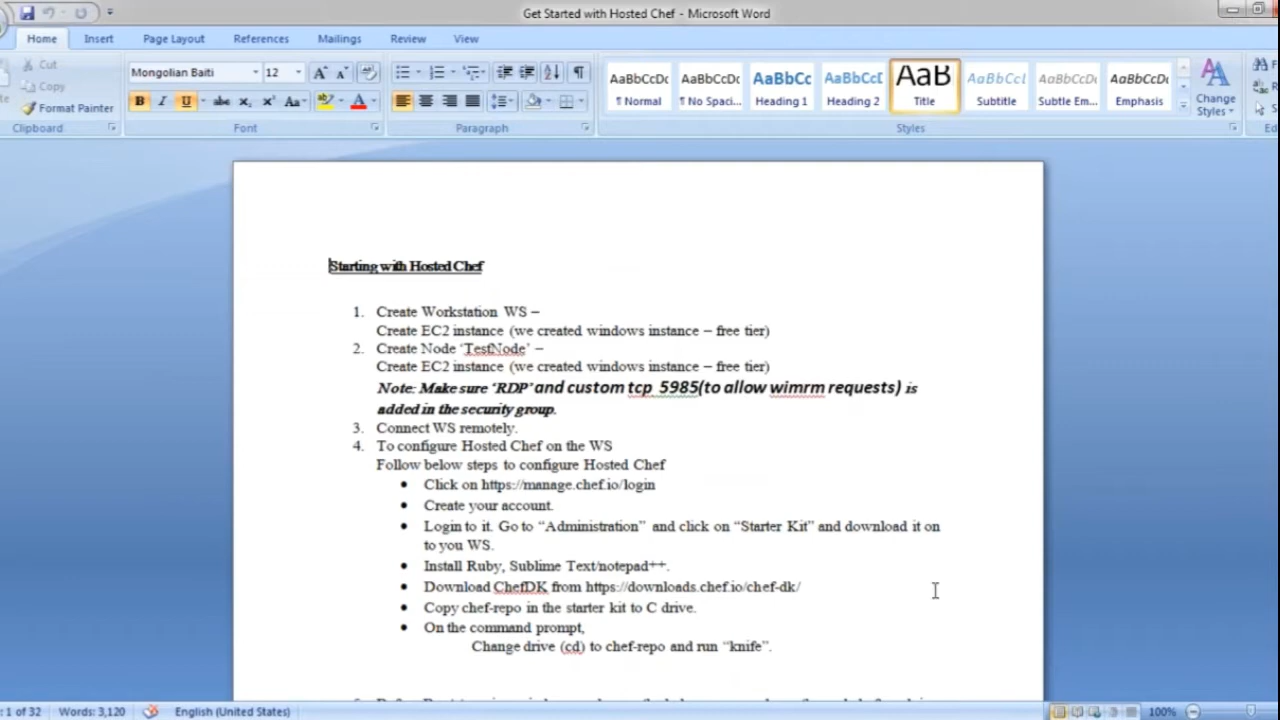 Get Started with Hosted Chef - Microsoft Word
Home Insert Page Layout References Mailings Review View
Cut
Copy
Format Painter
Clipboard
Mongolian Baiti 12
B I U abc x₂ x² Aa
Font
Paragraph
AaBbCcDc AaBbCcDc AaBbCc AaBbCcD AaB AaBbCcL AaBbCcDc AaBbCcDc
¶ Normal ¶ No Spaci... Heading 1 Heading 2 Title Subtitle Subtle Em... Emphasis
Change
Styles
Styles
Starting with Hosted Chef
1. Create Workstation WS –
Create EC2 instance (we created windows instance – free tier)
2. Create Node ‘TestNode’ –
Create EC2 instance (we created windows instance – free tier)
Note: Make sure ‘RDP’ and custom tcp 5985(to allow wimrm requests) is
added in the security group.
3. Connect WS remotely.
4. To configure Hosted Chef on the WS
Follow below steps to configure Hosted Chef
• Click on https://manage.chef.io/login
• Create your account.
• Login to it. Go to “Administration” and click on “Starter Kit” and download it on
to you WS.
• Install Ruby, Sublime Text/notepad++.
• Download ChefDK from https://downloads.chef.io/chef-dk/
• Copy chef-repo in the starter kit to C drive.
• On the command prompt,
Change drive (cd) to chef-repo and run “knife”.
: 1 of 32 Words: 3,120 English (United States) 100%